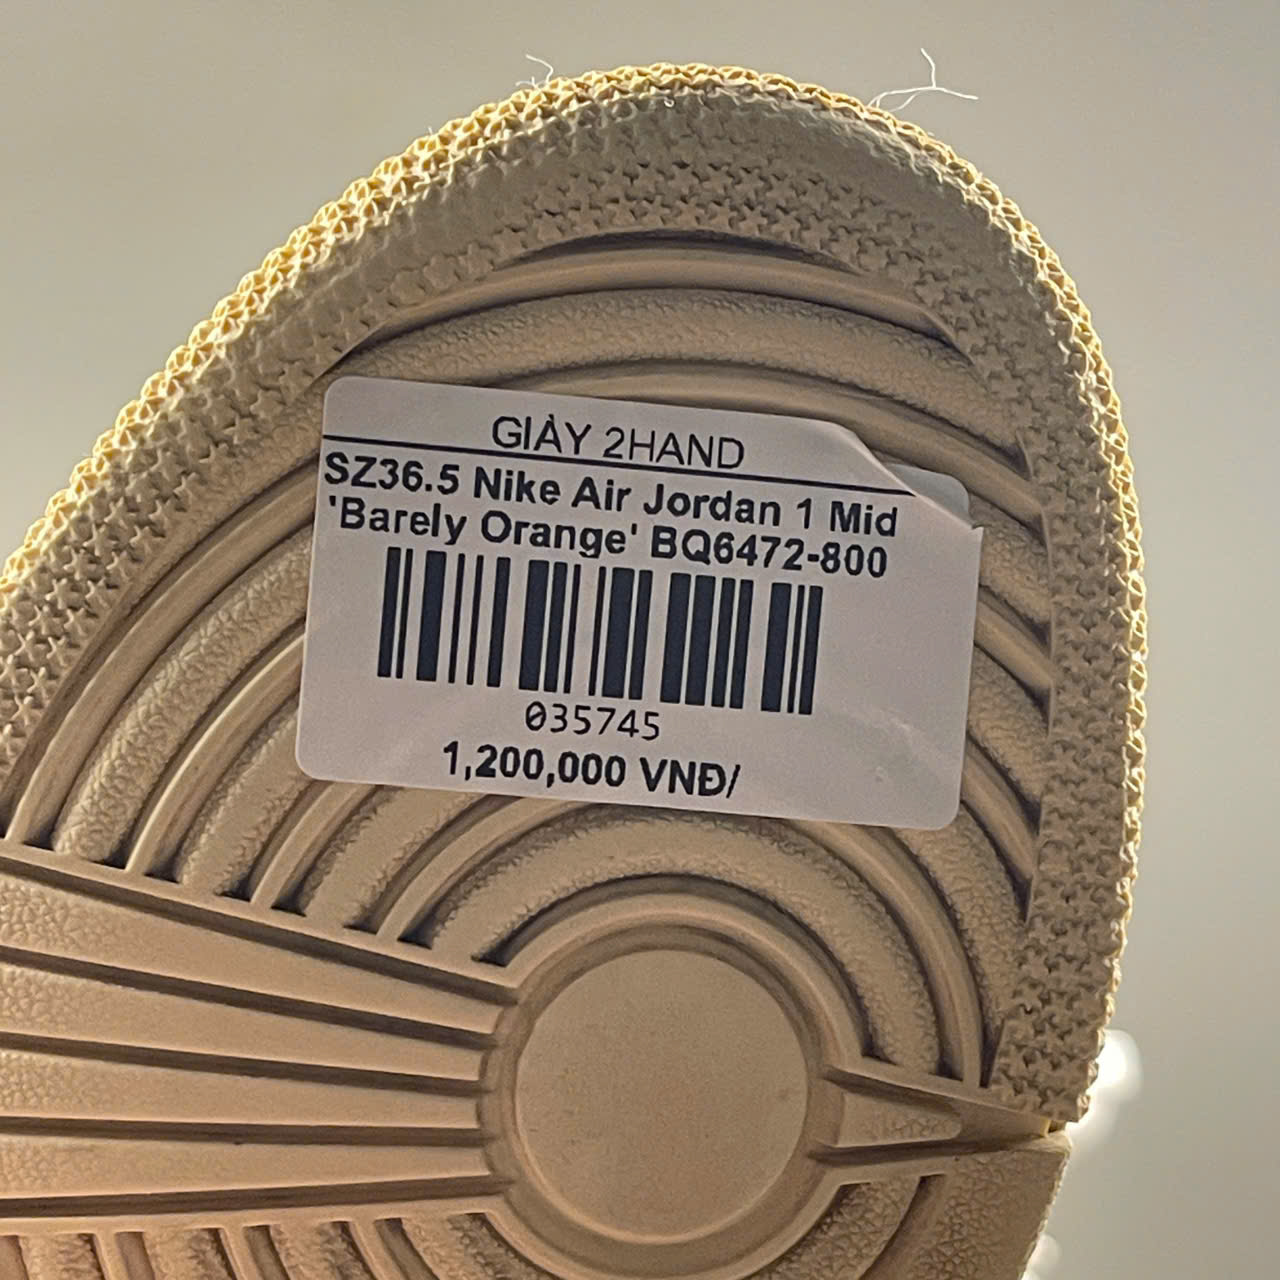 GIÀY 2HAND
SZ36.5 Nike Air Jordan 1 Mid
'Barely Orange' BQ6472-800
035745
1,200,000 VNĐ/